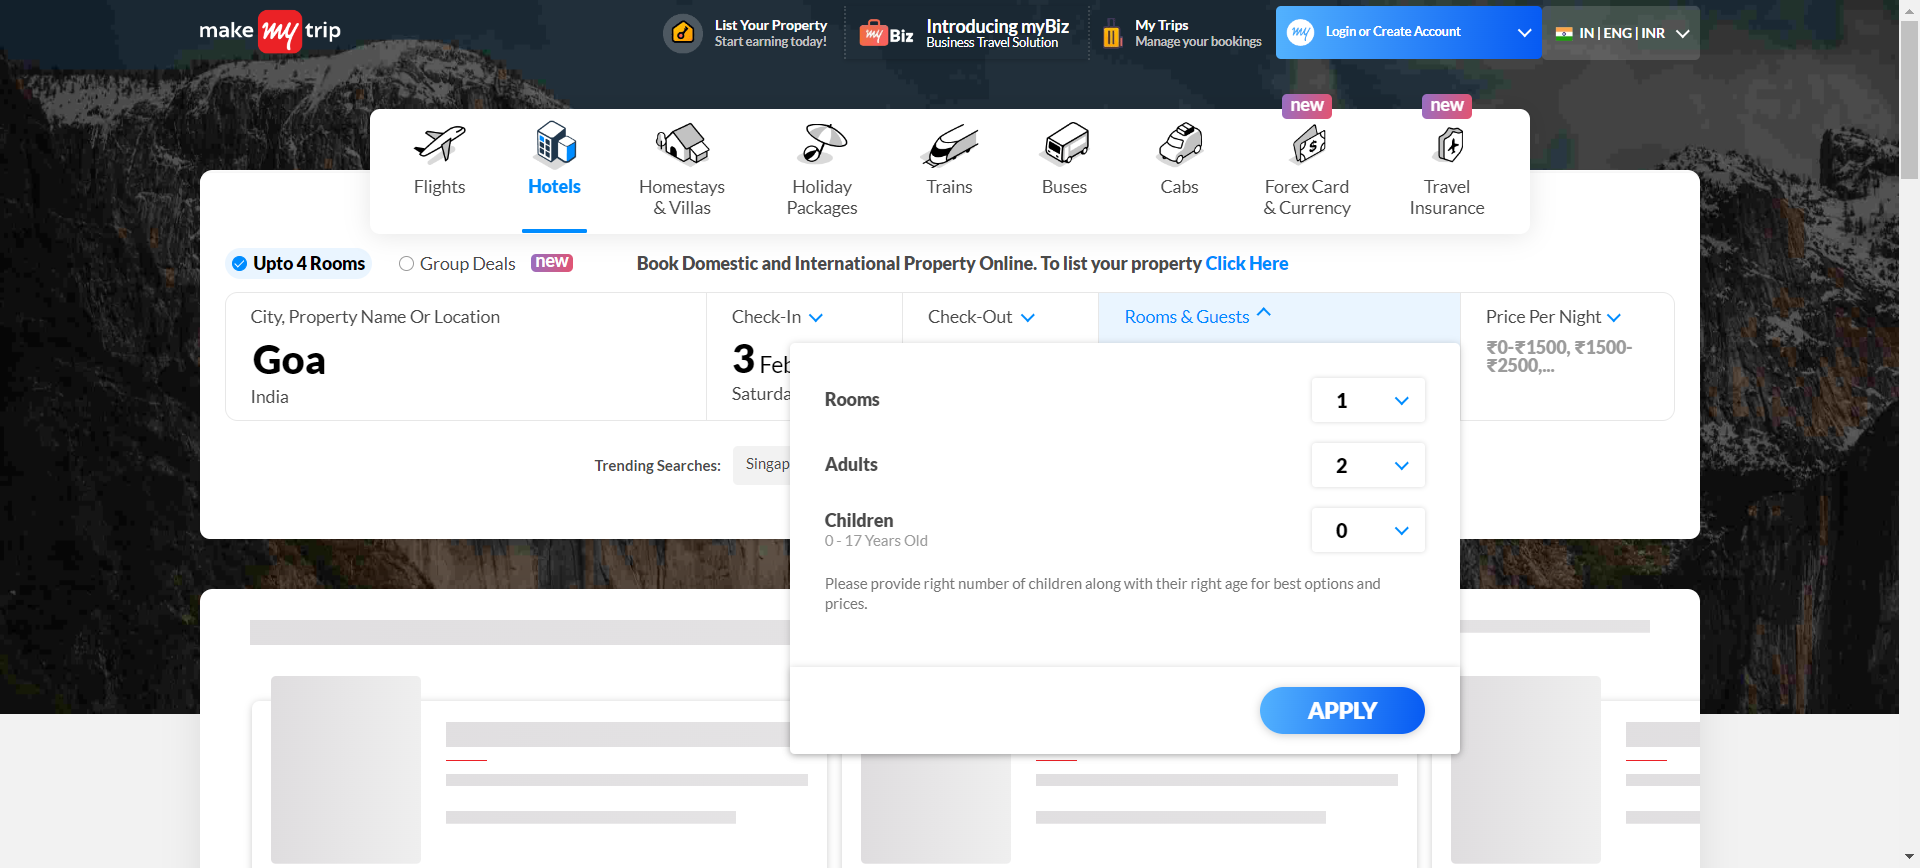 make my trip
List Your Property
Start earning today!
my Biz
Introducing myBiz
Business Travel Solution
My Trips
Manage your bookings
my
Login or Create Account
IN | ENG | INR
new
new
Flights
Hotels
Homestays
& Villas
Holiday
Packages
Trains
Buses
Cabs
Forex Card
& Currency
Travel
Insurance
Upto 4 Rooms
Group Deals
new
Book Domestic and International Property Online. To list your property Click Here
City, Property Name Or Location
Goa
India
Check-In
3 Feb
Saturda
Check-Out
Rooms & Guests
Price Per Night
₹0-₹1500, ₹1500-
₹2500,...
Rooms
1
Adults
2
Children
0 - 17 Years Old
0
Please provide right number of children along with their right age for best options and
prices.
APPLY
Trending Searches:
Singap